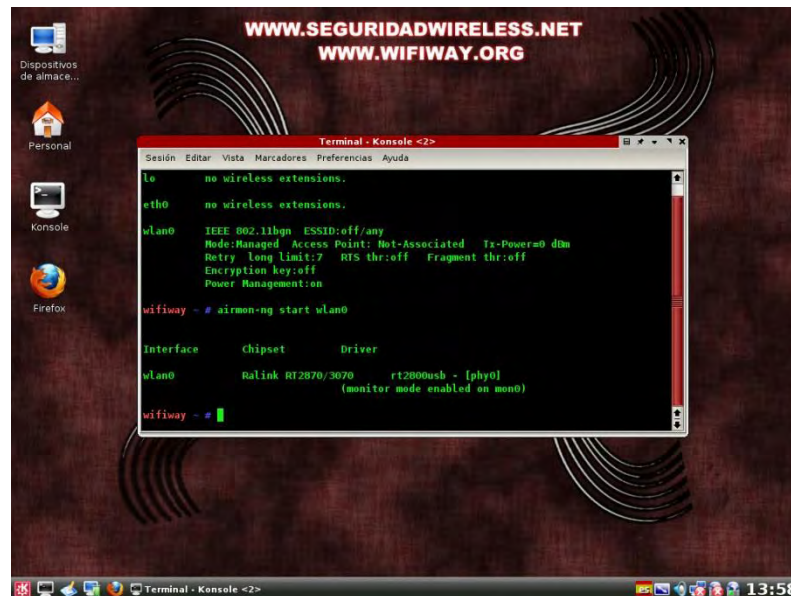 WWW.SEGURIDADWIRELESS.NET
WWW.WIFIWAY.ORG
Dispositivos
de almace...
Personal
Konsole
Firefox
Terminal - Konsole <2>
Sesión Editar Vista Marcadores Preferencias Ayuda
lo no wireless extensions.
eth0 no wireless extensions.
wlan0 IEEE 802.11bgn ESSID:off/any
Mode:Managed Access Point: Not-Associated Tx-Power=0 dBm
Retry long limit:7 RTS thr:off Fragment thr:off
Encryption key:off
Power Management:on
wifiway ~ # airmon-ng start wlan0
Interface Chipset Driver
wlan0 Ralink RT2870/3070 rt2800usb - [phy0]
(monitor mode enabled on mon0)
wifiway ~ #
Terminal - Konsole <2>
es
13:58